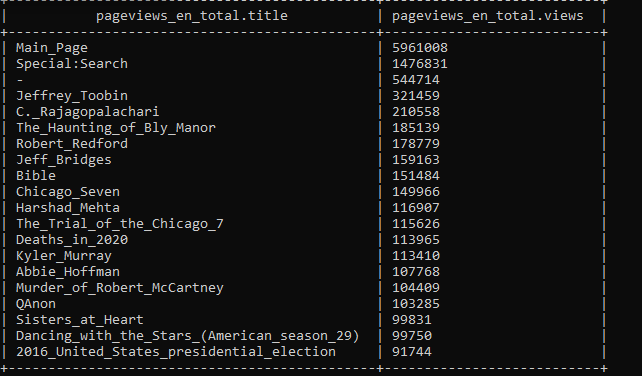 pageviews_en_total.title | pageviews_en_total.views
Main_Page | 5961008
Special:Search | 1476831
- | 544714
Jeffrey_Toobin | 321459
C._Rajagopalachari | 210558
The_Haunting_of_Bly_Manor | 185139
Robert_Redford | 178779
Jeff_Bridges | 159163
Bible | 151484
Chicago_Seven | 149966
Harshad_Mehta | 116907
The_Trial_of_the_Chicago_7 | 115626
Deaths_in_2020 | 113965
Kyler_Murray | 113410
Abbie_Hoffman | 107768
Murder_of_Robert_McCartney | 104409
QAnon | 103285
Sisters_at_Heart | 99831
Dancing_with_the_Stars_(American_season_29) | 99750
2016_United_States_presidential_election | 91744